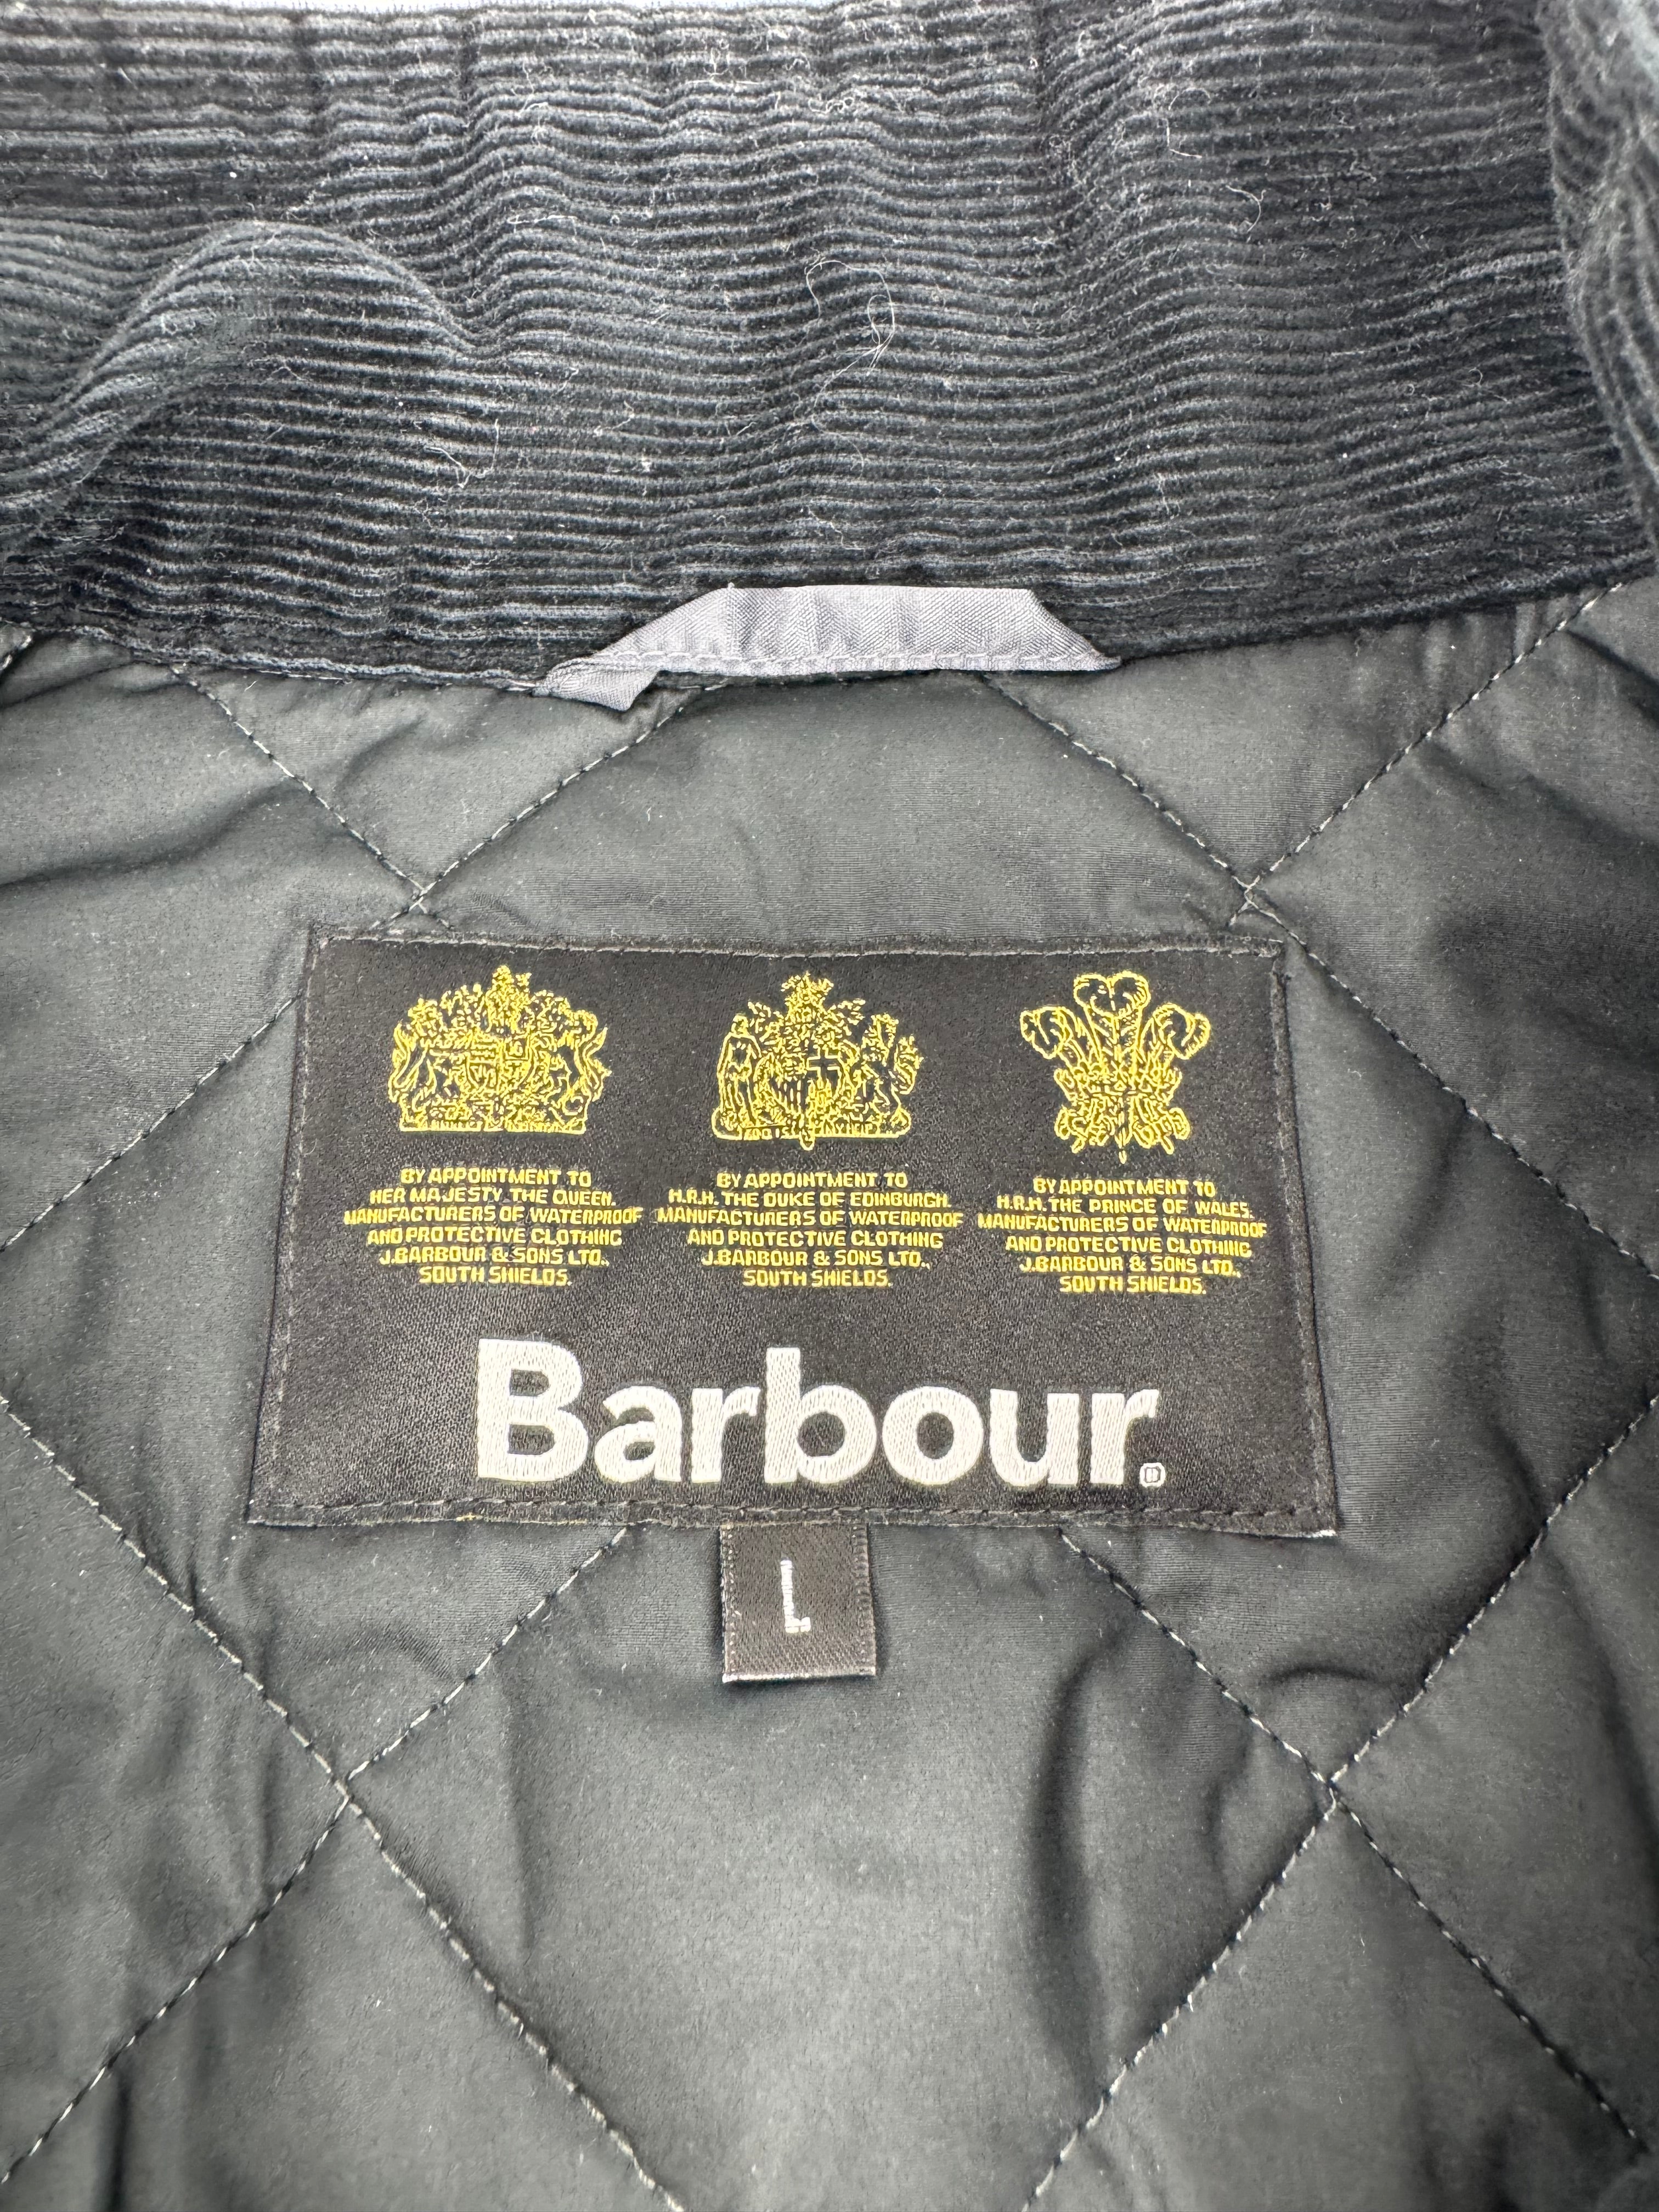 BY APPOINTMENT TO
HER MAJESTY THE QUEEN.
MANUFACTURERS OF WATERPROOF
AND PROTECTIVE CLOTHING
J.BARBOUR & SONS LTD.,
SOUTH SHIELDS.
BY APPOINTMENT TO
H.R.H. THE DUKE OF EDINBURGH.
MANUFACTURERS OF WATERPROOF
AND PROTECTIVE CLOTHING
J.BARBOUR & SONS LTD.,
SOUTH SHIELDS.
BY APPOINTMENT TO
H.R.H. THE PRINCE OF WALES.
MANUFACTURERS OF WATERPROOF
AND PROTECTIVE CLOTHING
J.BARBOUR & SONS LTD.,
SOUTH SHIELDS.
Barbour®
L